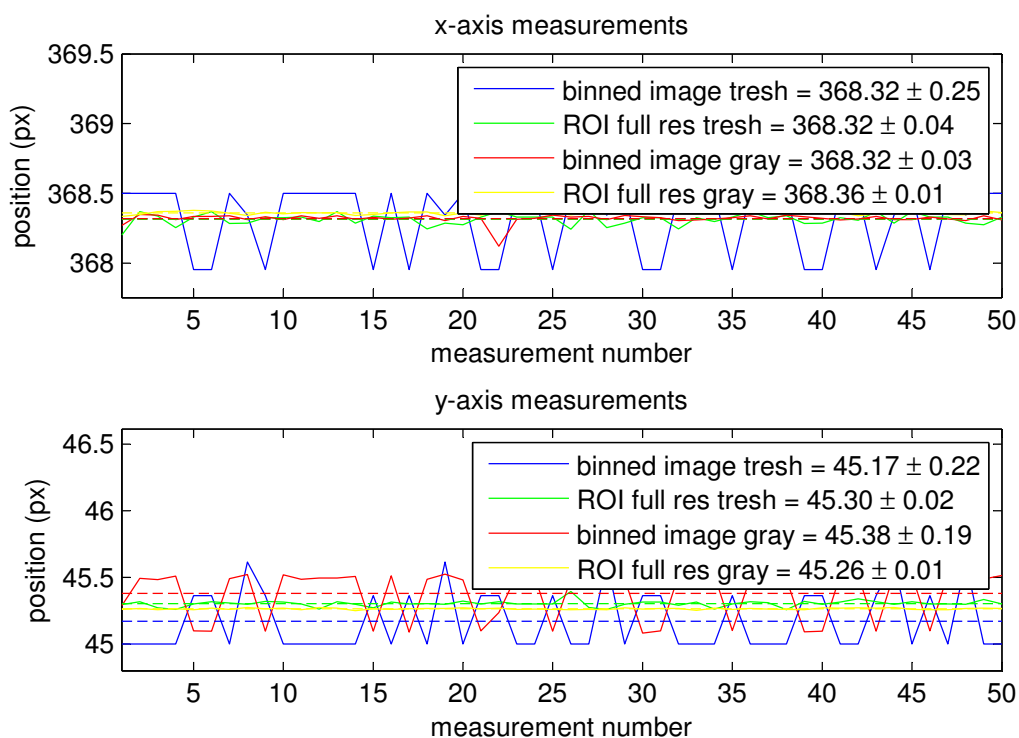 x-axis measurements
369.5
369
368.5
368
position (px)
binned image tresh = 368.32 ± 0.25
ROI full res tresh = 368.32 ± 0.04
binned image gray = 368.32 ± 0.03
ROI full res gray = 368.36 ± 0.01
5 10 15 20 25 30 35 40 45 50
measurement number
y-axis measurements
46.5
46
45.5
45
position (px)
binned image tresh = 45.17 ± 0.22
ROI full res tresh = 45.30 ± 0.02
binned image gray = 45.38 ± 0.19
ROI full res gray = 45.26 ± 0.01
5 10 15 20 25 30 35 40 45 50
measurement number